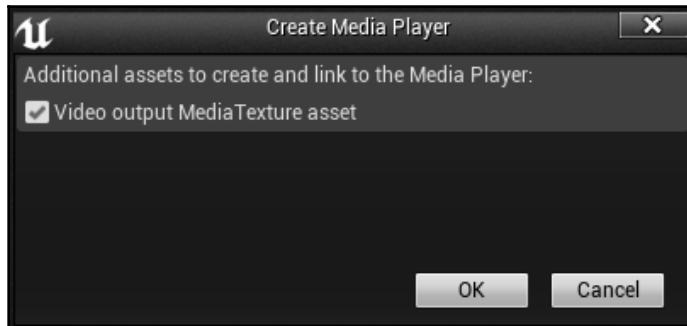 Create Media Player
Additional assets to create and link to the Media Player:
Video output MediaTexture asset
OK Cancel